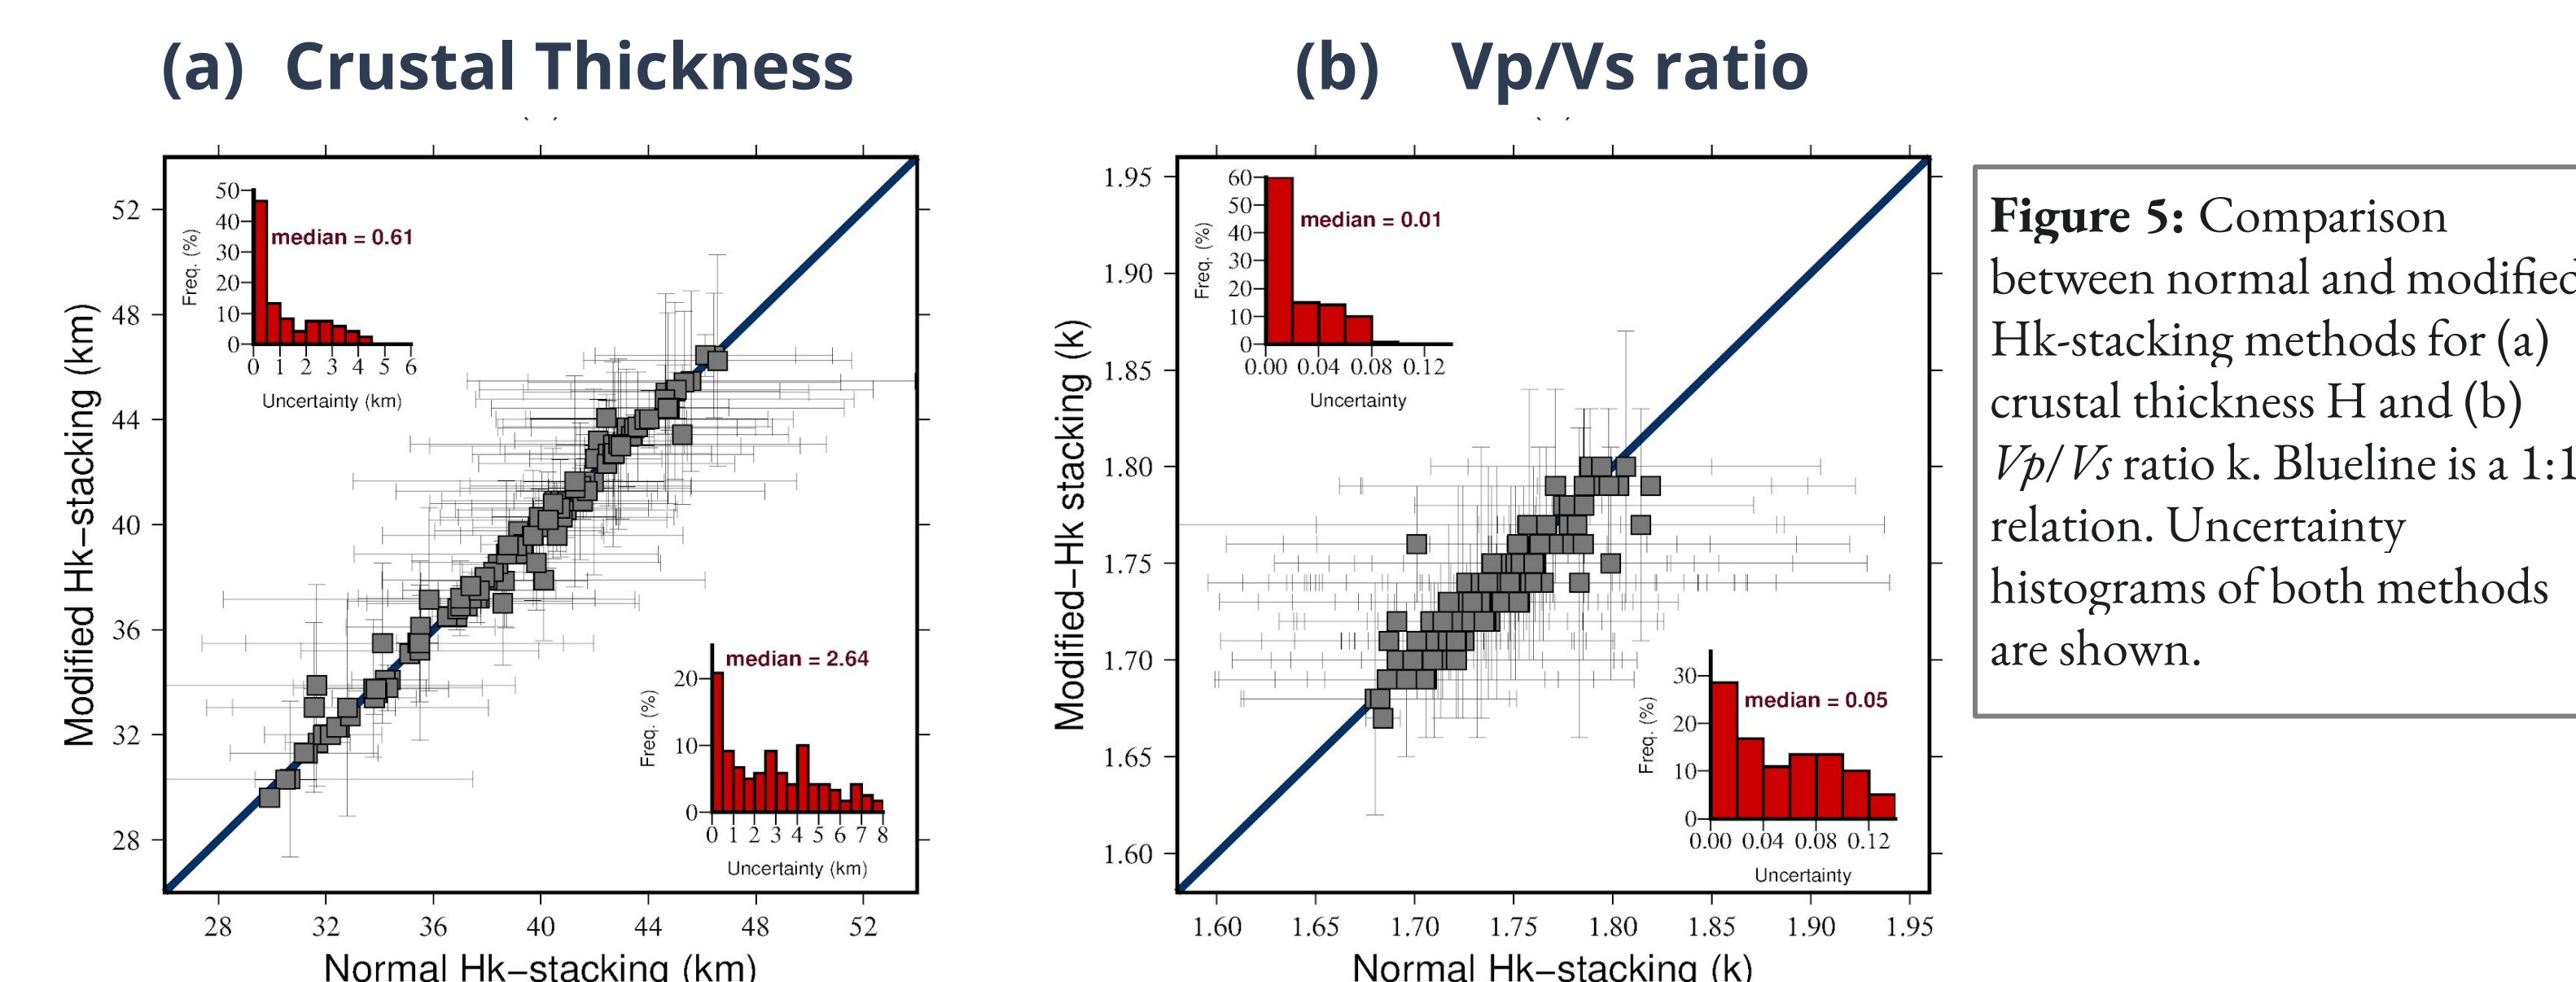 (a) Crustal Thickness
52
48
44
40
36
32
28
Modified Hk−stacking (km)
28 32 36 40 44 48 52
Normal Hk−stacking (km)
50
40
30
20
10
0
Freq. (%)
median = 0.61
0 1 2 3 4 5 6
Uncertainty (km)
20
10
0
Freq. (%)
median = 2.64
0 1 2 3 4 5 6 7 8
Uncertainty (km)
(b) Vp/Vs ratio
1.95
1.90
1.85
1.80
1.75
1.70
1.65
1.60
Modified−Hk stacking (k)
1.60 1.65 1.70 1.75 1.80 1.85 1.90 1.95
Normal Hk−stacking (k)
60
50
40
30
20
10
0
Freq. (%)
median = 0.01
0.00 0.04 0.08 0.12
Uncertainty
30
20
10
0
Freq. (%)
median = 0.05
0.00 0.04 0.08 0.12
Uncertainty
Figure 5: Comparison
between normal and modified
Hk-stacking methods for (a)
crustal thickness H and (b)
Vp/Vs ratio k. Blueline is a 1:1
relation. Uncertainty
histograms of both methods
are shown.